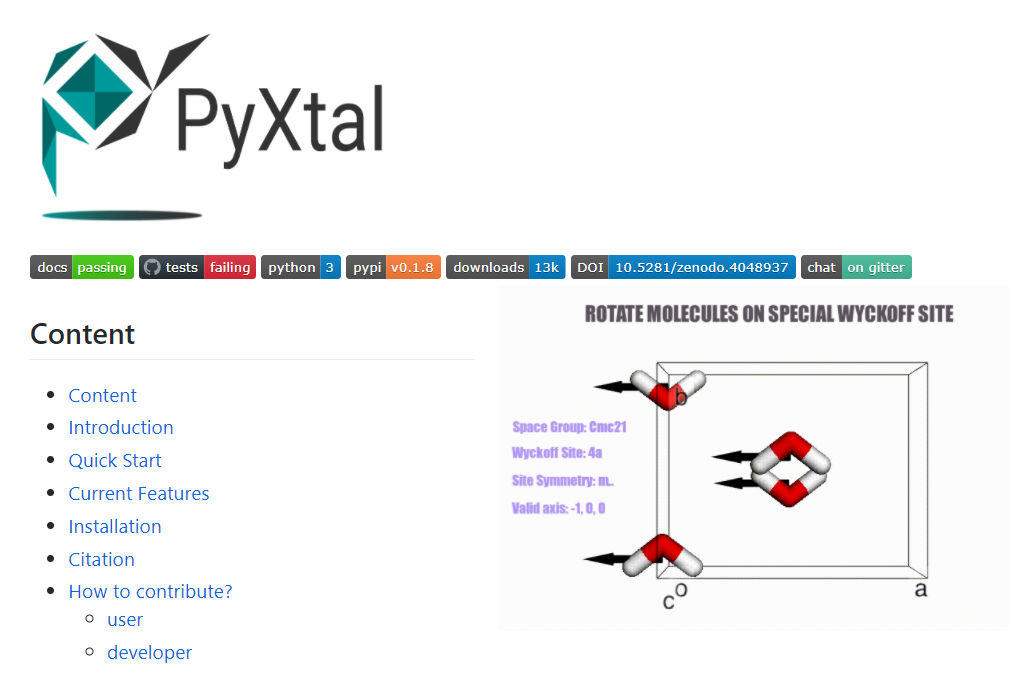 PyXtal
docs passing tests failing python 3 pypi v0.1.8 downloads 13k DOI 10.5281/zenodo.4048937 chat on gitter
Content
Content
Introduction
Quick Start
Current Features
Installation
Citation
How to contribute?
user
developer
ROTATE MOLECULES ON SPECIAL WYCKOFF SITE
b
Space Group: Cmc21
Wyckoff Site: 4a
Site Symmetry: m..
Valid axis: -1, 0, 0
c o a